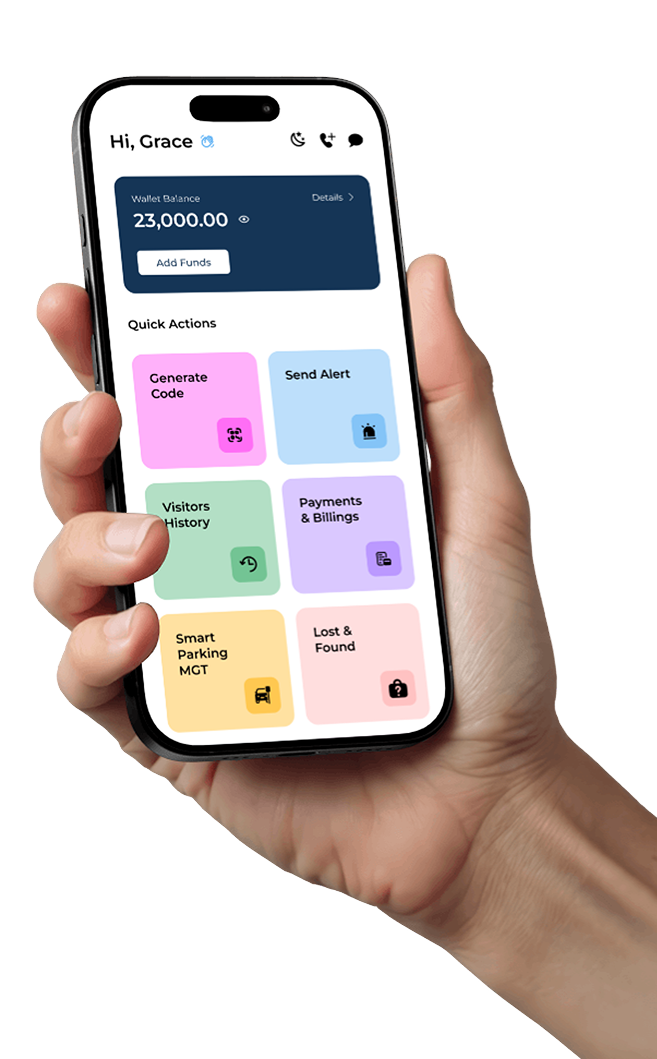 Hi, Grace
Wallet Balance
Details
23,000.00
Add Funds
Quick Actions
Generate
Code
Send Alert
Visitors
History
Payments
& Billings
Smart
Parking
MGT
Lost &
Found